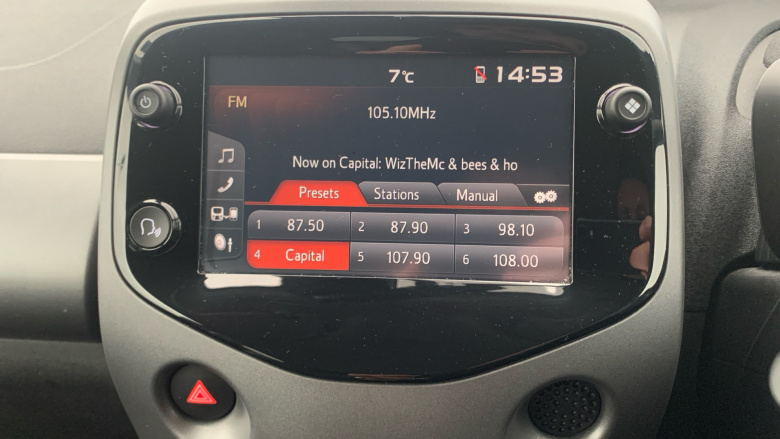 7°C 14:53
FM
105.10MHz
Now on Capital: WizTheMc & bees & ho
Presets Stations Manual
1 87.50 2 87.90 3 98.10
4 Capital 5 107.90 6 108.00